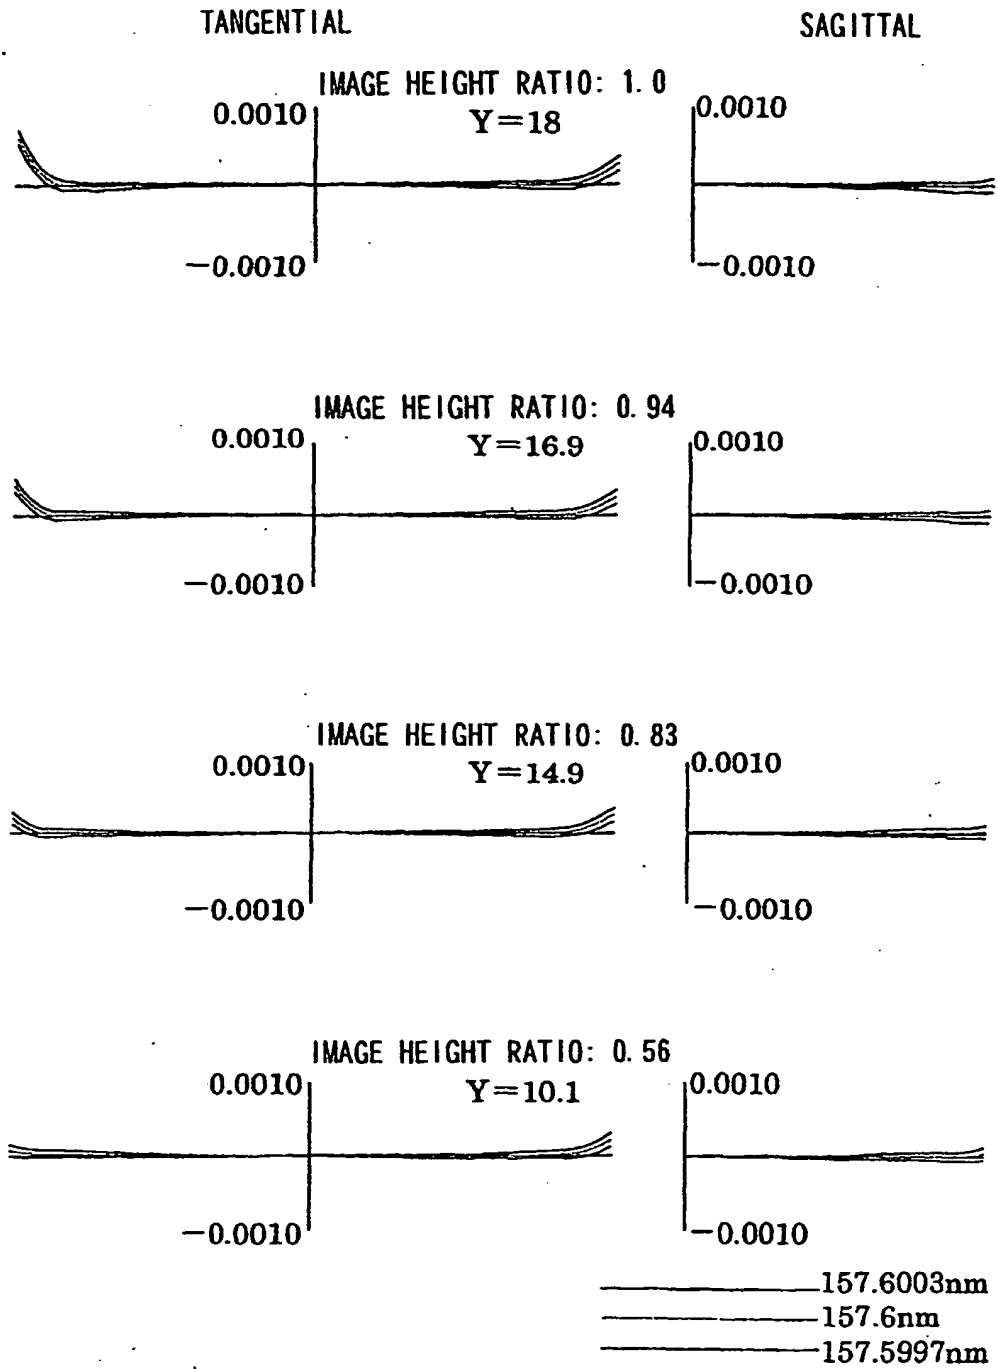 TANGENTIAL SAGITTAL
IMAGE HEIGHT RATIO: 1.0
0.0010 Y=18 0.0010
−0.0010 −0.0010
IMAGE HEIGHT RATIO: 0.94
0.0010 Y=16.9 0.0010
−0.0010 −0.0010
IMAGE HEIGHT RATIO: 0.83
0.0010 Y=14.9 0.0010
−0.0010 −0.0010
IMAGE HEIGHT RATIO: 0.56
0.0010 Y=10.1 0.0010
−0.0010 −0.0010
157.6003nm
157.6nm
157.5997nm